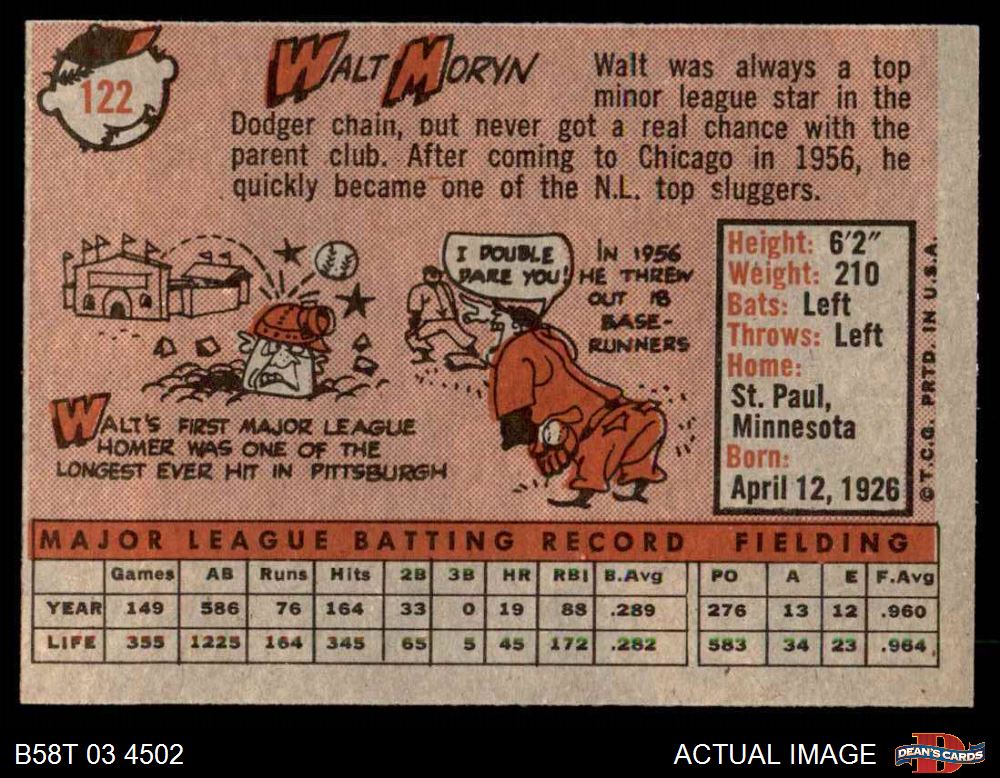 122
WALT MORYN
Walt was always a top
minor league star in the
Dodger chain, but never got a real chance with the
parent club. After coming to Chicago in 1956, he
quickly became one of the N.L. top sluggers.
I DOUBLE
DARE YOU!
IN 1956
HE THREW
OUT 18
BASE-
RUNNERS
WALT'S FIRST MAJOR LEAGUE
HOMER WAS ONE OF THE
LONGEST EVER HIT IN PITTSBURGH
Height: 6'2"
Weight: 210
Bats: Left
Throws: Left
Home:
St. Paul,
Minnesota
Born:
April 12, 1926
© T.C.G. PRTD. IN U.S.A.
MAJOR LEAGUE BATTING RECORD FIELDING
Games AB Runs Hits 2B 3B HR RBI B.Avg PO A E F.Avg
YEAR 149 586 76 164 33 0 19 88 .289 276 13 12 .960
LIFE 355 1225 164 345 65 5 45 172 .282 583 34 23 .964
B58T 03 4502
ACTUAL IMAGE
DEAN'S CARDS